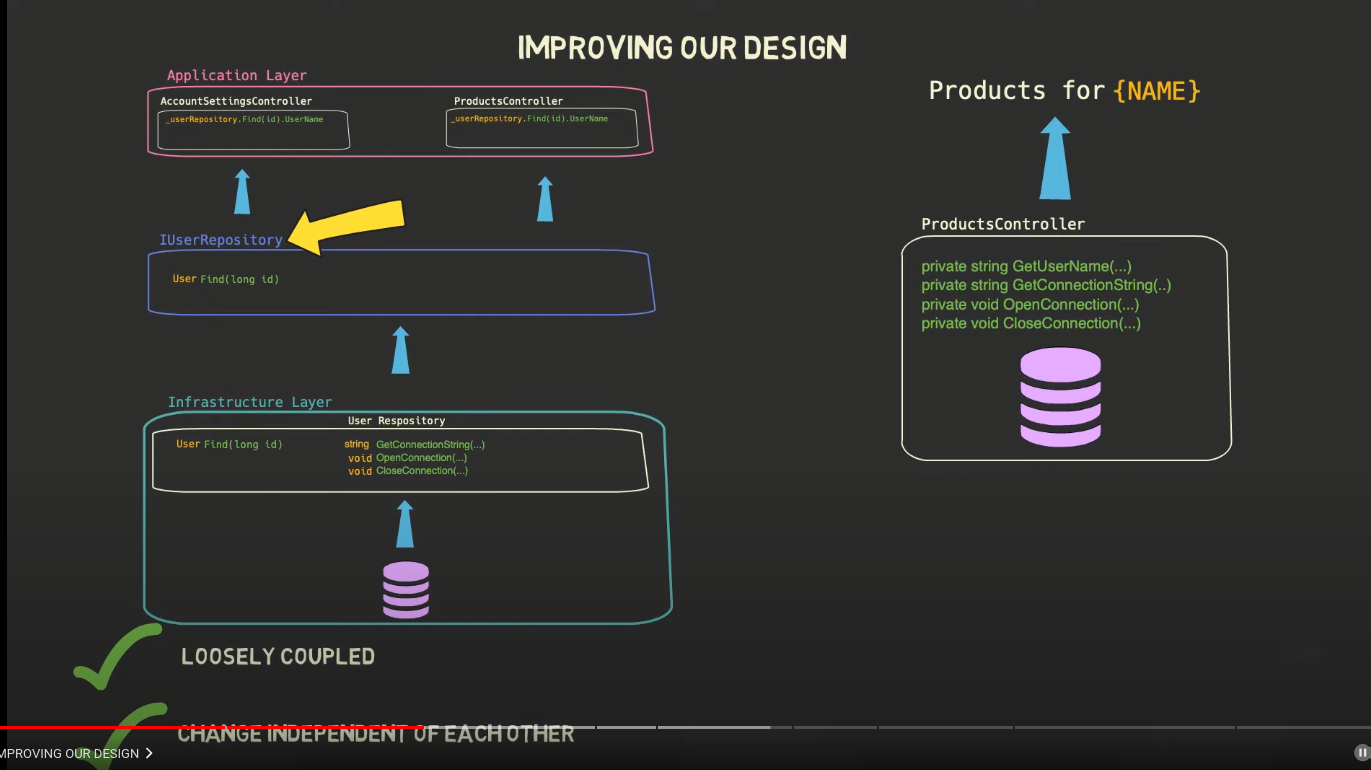 IMPROVING OUR DESIGN
Application Layer
AccountSettingsController
_userRepository.Find(id).UserName
ProductsController
_userRepository.Find(id).UserName
IUserRepository
User Find(long id)
Infrastructure Layer
User Respository
User Find(long id)
string GetConnectionString(...)
void OpenConnection(...)
void CloseConnection(...)
LOOSELY COUPLED
CHANGE INDEPENDENT OF EACH OTHER
Products for {NAME}
ProductsController
private string GetUserName(...)
private string GetConnectionString(..)
private void OpenConnection(...)
private void CloseConnection(...)
MPROVING OUR DESIGN